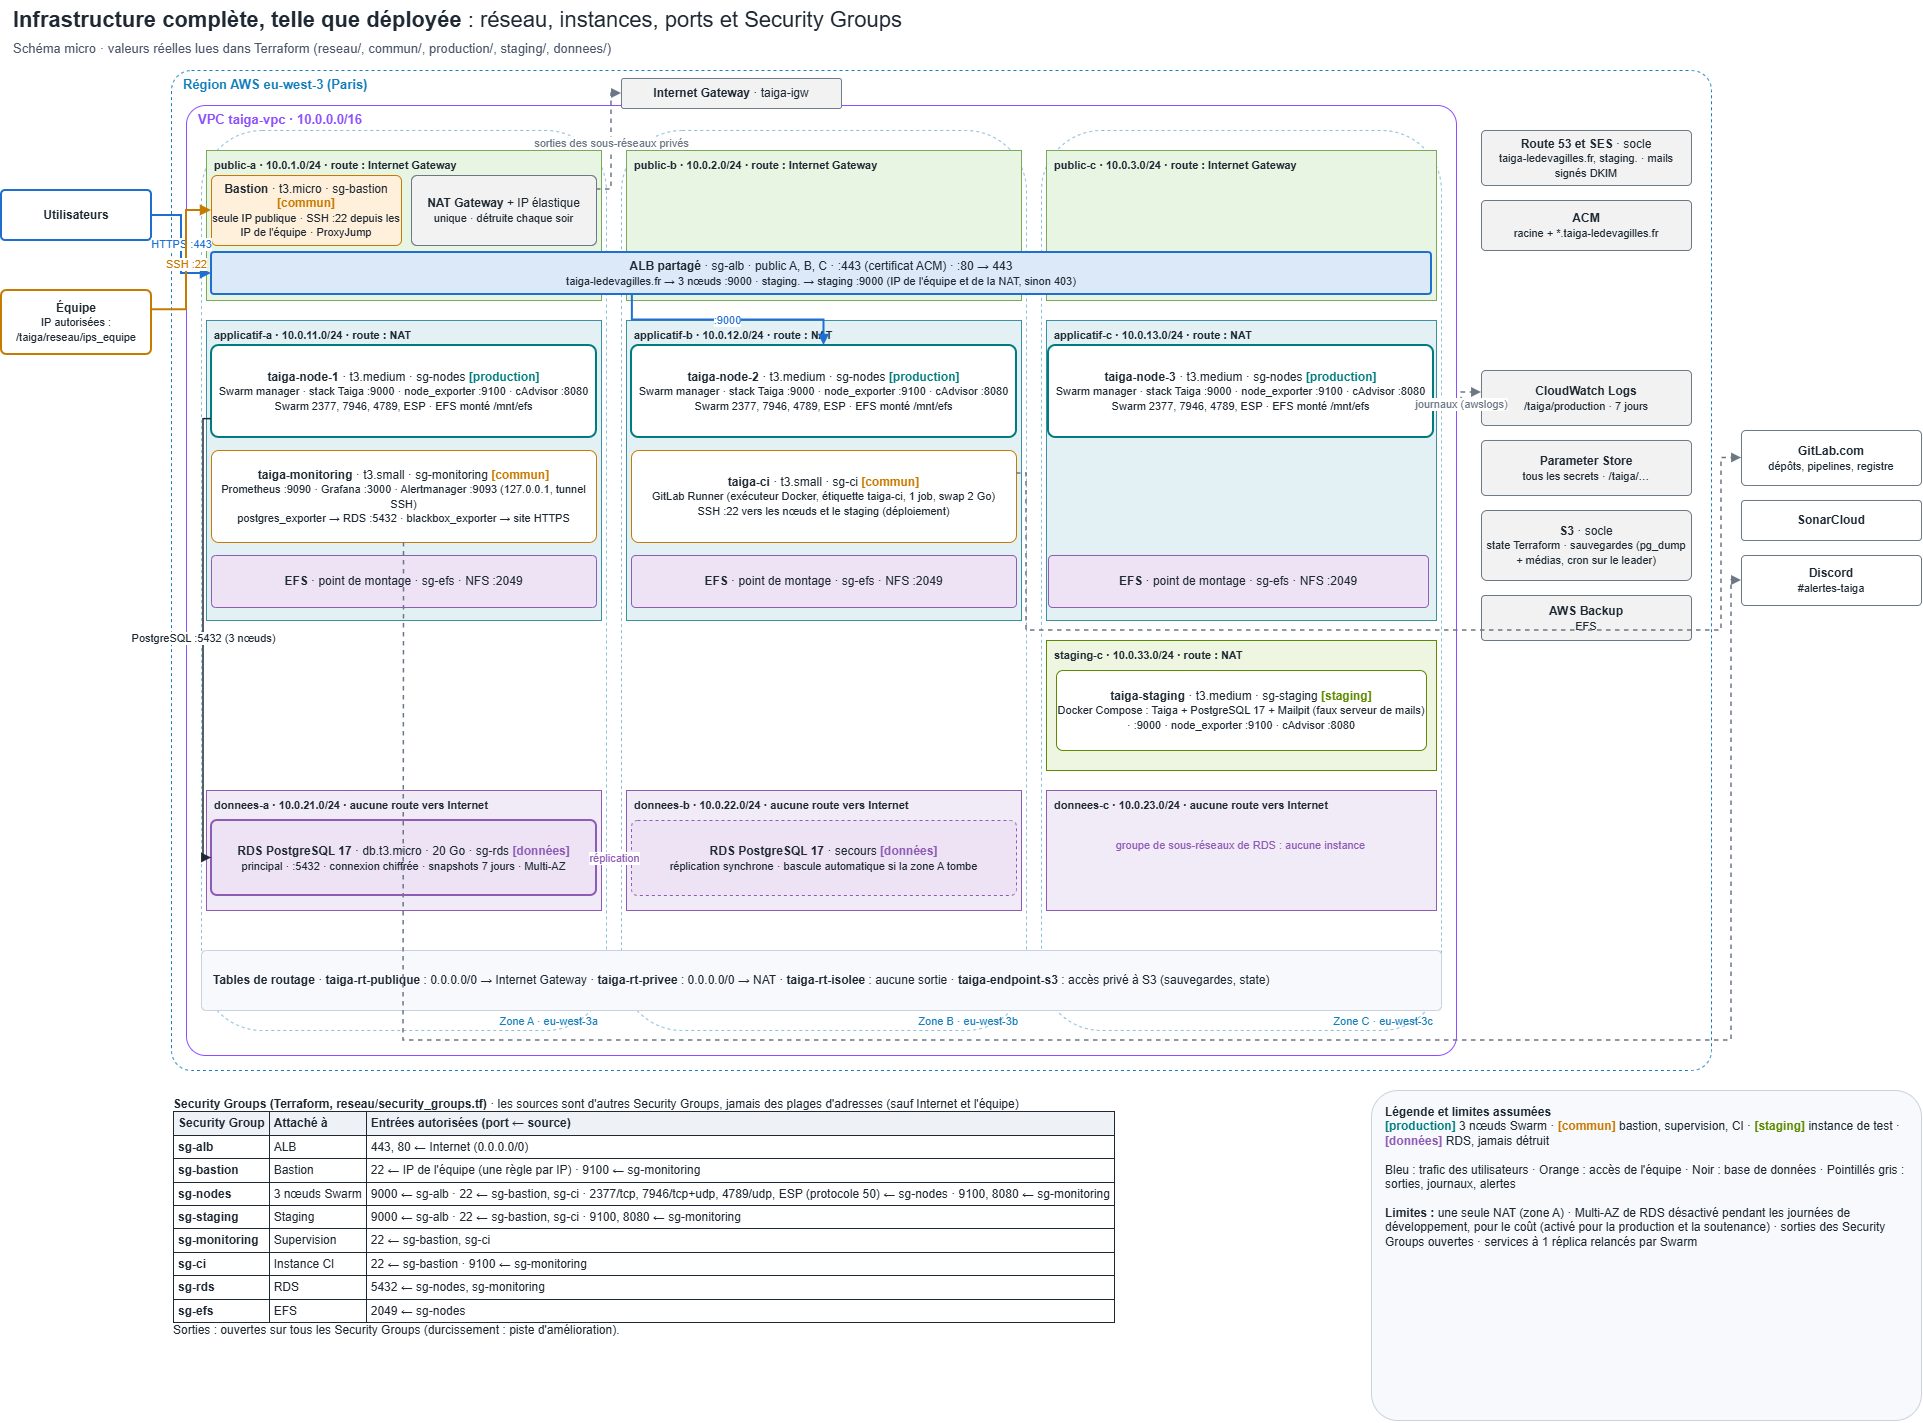 Infrastructure complète, telle que déployée : réseau, instances, ports et Security Groups
Schéma micro · valeurs réelles lues dans Terraform (reseau/, commun/, production/, staging/, donnees/)
Région AWS eu-west-3 (Paris)
Internet Gateway · taiga-igw
VPC taiga-vpc · 10.0.0.0/16
sorties des sous-réseaux privés
public-a · 10.0.1.0/24 · route : Internet Gateway
public-b · 10.0.2.0/24 · route : Internet Gateway
public-c · 10.0.3.0/24 · route : Internet Gateway
Bastion · t3.micro · sg-bastion
[commun]
seule IP publique · SSH :22 depuis les
IP de l'équipe · ProxyJump
NAT Gateway + IP élastique
unique · détruite chaque soir
Route 53 et SES · socle
taiga-ledevagilles.fr, staging. · mails
signés DKIM
ACM
racine + *.taiga-ledevagilles.fr
Utilisateurs
HTTPS :443
SSH :22
Équipe
IP autorisées :
/taiga/reseau/ips_equipe
ALB partagé · sg-alb · public A, B, C · :443 (certificat ACM) · :80 → 443
taiga-ledevagilles.fr → 3 nœuds :9000 · staging. → staging :9000 (IP de l'équipe et de la NAT, sinon 403)
:9000
applicatif-a · 10.0.11.0/24 · route : NAT
applicatif-b · 10.0.12.0/24 · route : NAT
applicatif-c · 10.0.13.0/24 · route : NAT
taiga-node-1 · t3.medium · sg-nodes [production]
Swarm manager · stack Taiga :9000 · node_exporter :9100 · cAdvisor :8080
Swarm 2377, 7946, 4789, ESP · EFS monté /mnt/efs
taiga-node-2 · t3.medium · sg-nodes [production]
Swarm manager · stack Taiga :9000 · node_exporter :9100 · cAdvisor :8080
Swarm 2377, 7946, 4789, ESP · EFS monté /mnt/efs
taiga-node-3 · t3.medium · sg-nodes [production]
Swarm manager · stack Taiga :9000 · node_exporter :9100 · cAdvisor :8080
Swarm 2377, 7946, 4789, ESP · EFS monté /mnt/efs
journaux (awslogs)
CloudWatch Logs
/taiga/production · 7 jours
taiga-monitoring · t3.small · sg-monitoring [commun]
Prometheus :9090 · Grafana :3000 · Alertmanager :9093 (127.0.0.1, tunnel
SSH)
postgres_exporter → RDS :5432 · blackbox_exporter → site HTTPS
taiga-ci · t3.small · sg-ci [commun]
GitLab Runner (exécuteur Docker, étiquette taiga-ci, 1 job, swap 2 Go)
SSH :22 vers les nœuds et le staging (déploiement)
Parameter Store
tous les secrets · /taiga/…
GitLab.com
dépôts, pipelines, registre
SonarCloud
S3 · socle
state Terraform · sauvegardes (pg_dump
+ médias, cron sur le leader)
Discord
#alertes-taiga
AWS Backup
EFS
EFS · point de montage · sg-efs · NFS :2049
EFS · point de montage · sg-efs · NFS :2049
EFS · point de montage · sg-efs · NFS :2049
PostgreSQL :5432 (3 nœuds)
staging-c · 10.0.33.0/24 · route : NAT
taiga-staging · t3.medium · sg-staging [staging]
Docker Compose : Taiga + PostgreSQL 17 + Mailpit (faux serveur de mails)
· :9000 · node_exporter :9100 · cAdvisor :8080
donnees-a · 10.0.21.0/24 · aucune route vers Internet
donnees-b · 10.0.22.0/24 · aucune route vers Internet
donnees-c · 10.0.23.0/24 · aucune route vers Internet
RDS PostgreSQL 17 · db.t3.micro · 20 Go · sg-rds [données]
principal · :5432 · connexion chiffrée · snapshots 7 jours · Multi-AZ
réplication
RDS PostgreSQL 17 · secours [données]
réplication synchrone · bascule automatique si la zone A tombe
groupe de sous-réseaux de RDS : aucune instance
Tables de routage · taiga-rt-publique : 0.0.0.0/0 → Internet Gateway · taiga-rt-privee : 0.0.0.0/0 → NAT · taiga-rt-isolee : aucune sortie · taiga-endpoint-s3 : accès privé à S3 (sauvegardes, state)
Zone A · eu-west-3a
Zone B · eu-west-3b
Zone C · eu-west-3c
Security Groups (Terraform, reseau/security_groups.tf) · les sources sont d'autres Security Groups, jamais des plages d'adresses (sauf Internet et l'équipe)
Security Group Attaché à Entrées autorisées (port ← source)
sg-alb ALB 443, 80 ← Internet (0.0.0.0/0)
sg-bastion Bastion 22 ← IP de l'équipe (une règle par IP) · 9100 ← sg-monitoring
sg-nodes 3 nœuds Swarm 9000 ← sg-alb · 22 ← sg-bastion, sg-ci · 2377/tcp, 7946/tcp+udp, 4789/udp, ESP (protocole 50) ← sg-nodes · 9100, 8080 ← sg-monitoring
sg-staging Staging 9000 ← sg-alb · 22 ← sg-bastion, sg-ci · 9100, 8080 ← sg-monitoring
sg-monitoring Supervision 22 ← sg-bastion, sg-ci
sg-ci Instance CI 22 ← sg-bastion · 9100 ← sg-monitoring
sg-rds RDS 5432 ← sg-nodes, sg-monitoring
sg-efs EFS 2049 ← sg-nodes
Sorties : ouvertes sur tous les Security Groups (durcissement : piste d'amélioration).
Légende et limites assumées
[production] 3 nœuds Swarm · [commun] bastion, supervision, CI · [staging] instance de test ·
[données] RDS, jamais détruit
Bleu : trafic des utilisateurs · Orange : accès de l'équipe · Noir : base de données · Pointillés gris :
sorties, journaux, alertes
Limites : une seule NAT (zone A) · Multi-AZ de RDS désactivé pendant les journées de
développement, pour le coût (activé pour la production et la soutenance) · sorties des Security
Groups ouvertes · services à 1 réplica relancés par Swarm